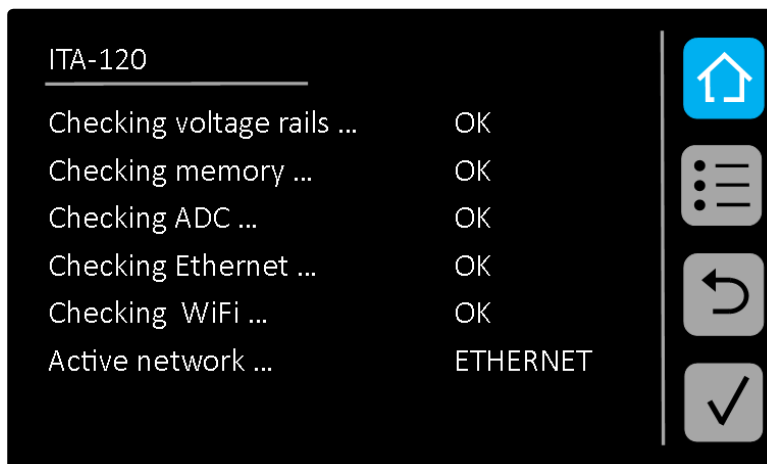 ITA-120
Checking voltage rails ... OK
Checking memory ... OK
Checking ADC ... OK
Checking Ethernet ... OK
Checking WiFi ... OK
Active network ... ETHERNET